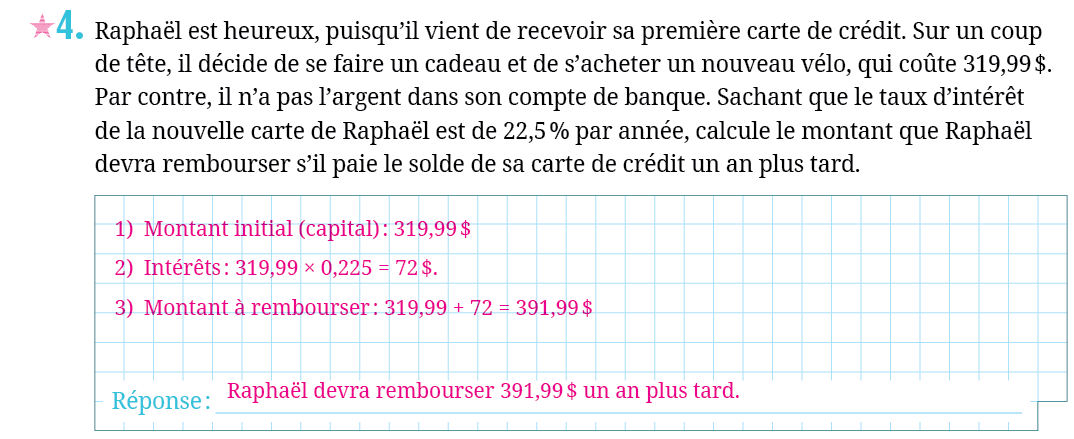 4. Raphaël est heureux, puisqu’il vient de recevoir sa première carte de crédit. Sur un coup
de tête, il décide de se faire un cadeau et de s’acheter un nouveau vélo, qui coûte 319,99 $.
Par contre, il n’a pas l’argent dans son compte de banque. Sachant que le taux d’intérêt
de la nouvelle carte de Raphaël est de 22,5 % par année, calcule le montant que Raphaël
devra rembourser s’il paie le solde de sa carte de crédit un an plus tard.
1) Montant initial (capital) : 319,99 $
2) Intérêts : 319,99 × 0,225 = 72 $.
3) Montant à rembourser : 319,99 + 72 = 391,99 $
Réponse : Raphaël devra rembourser 391,99 $ un an plus tard.